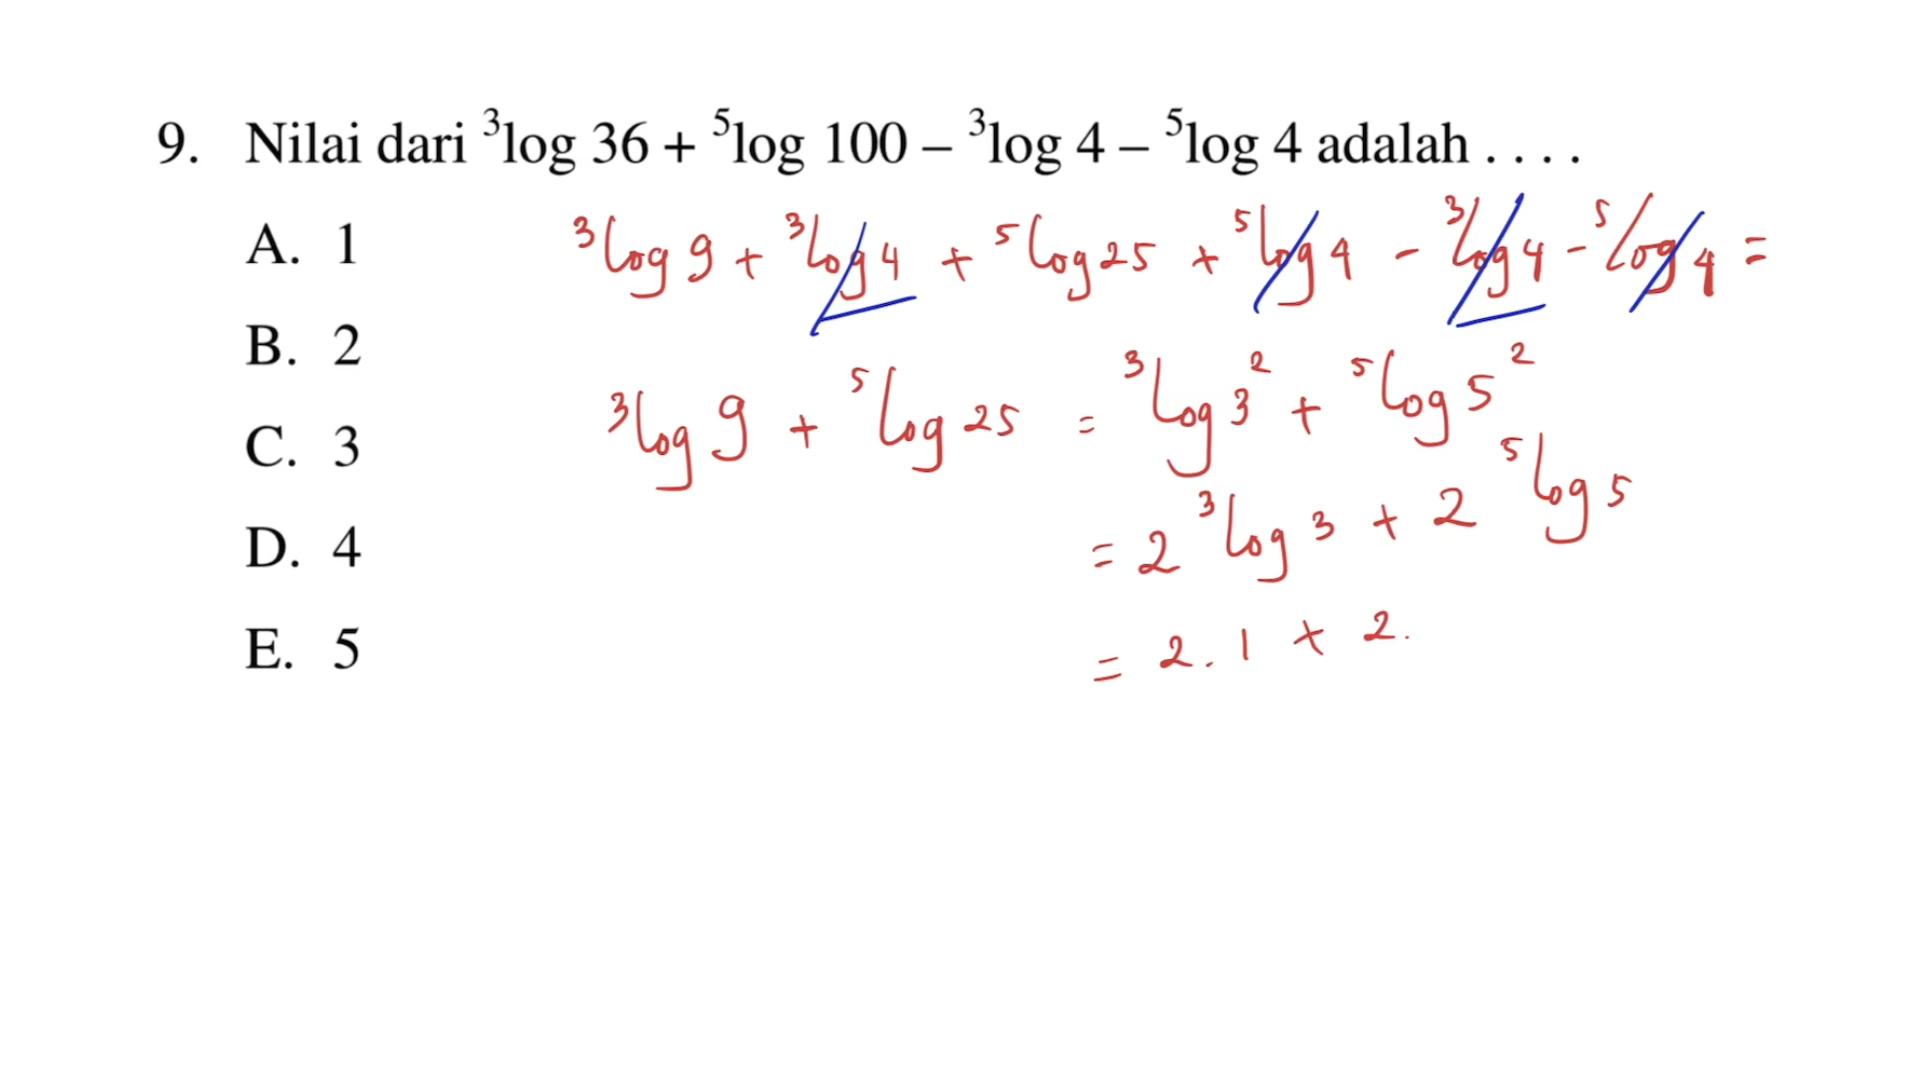 9. Nilai dari ³log 36 + ⁵log 100 – ³log 4 – ⁵log 4 adalah . . . .
A. 1
³log 9 + ³log 4 + ⁵log 25 + ⁵log 4 - ³log 4 - ⁵log 4 =
B. 2
³log 9 + ⁵log 25 = ³log 3² + ⁵log 5²
C. 3
= 2 ³log 3 + 2 ⁵log 5
D. 4
= 2 . 1 + 2 .
E. 5